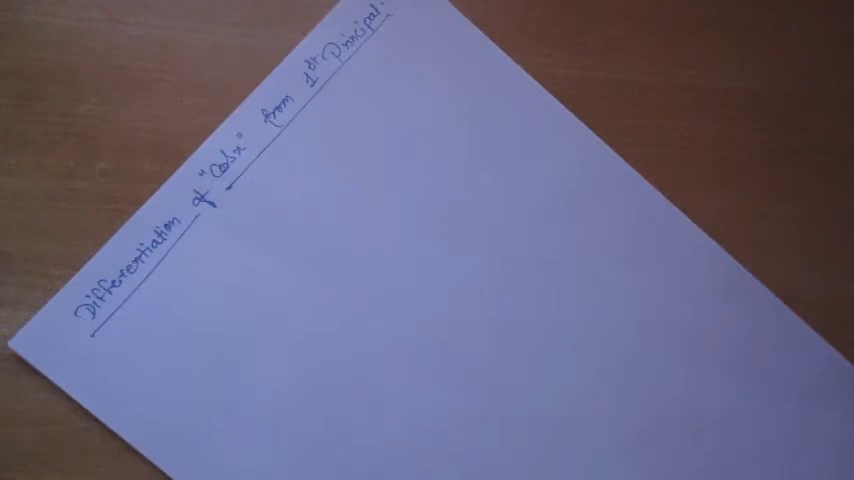 Differentiation of "Cosx" from 1st Principal.